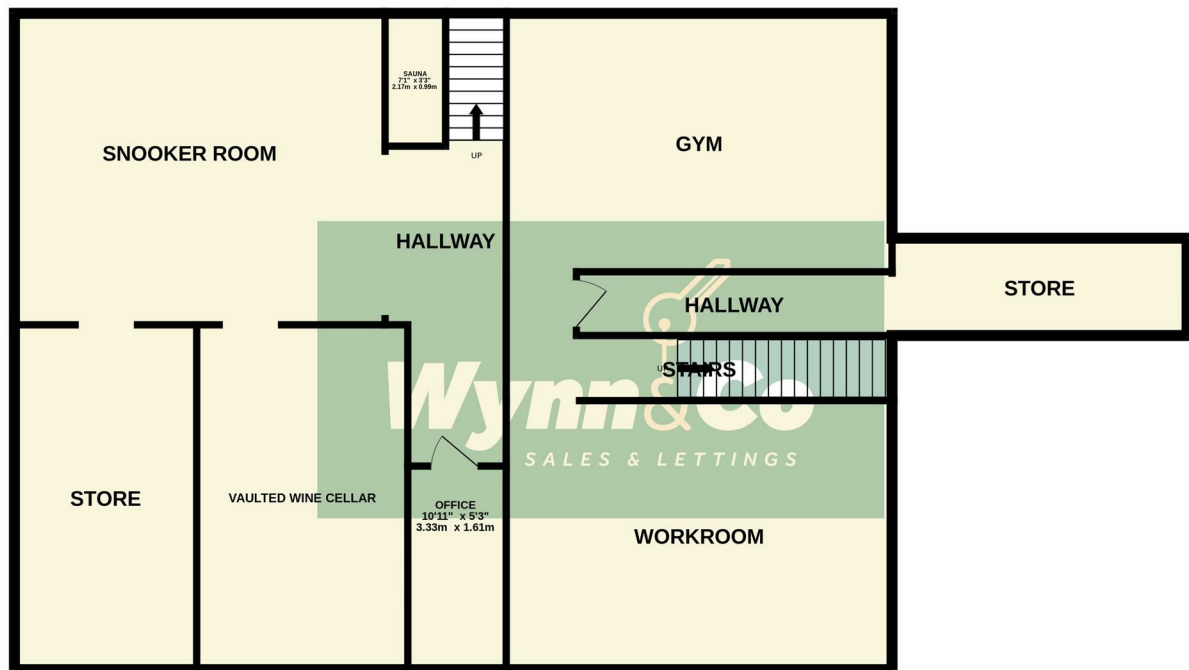 SAUNA
7'1" x 3'3"
2.17m x 0.99m
SNOOKER ROOM
GYM
UP
HALLWAY
STORE
HALLWAY
STAIRS
Wynn&Co
SALES & LETTINGS
STORE
VAULTED WINE CELLAR
OFFICE
10'11" x 5'3"
3.33m x 1.61m
WORKROOM